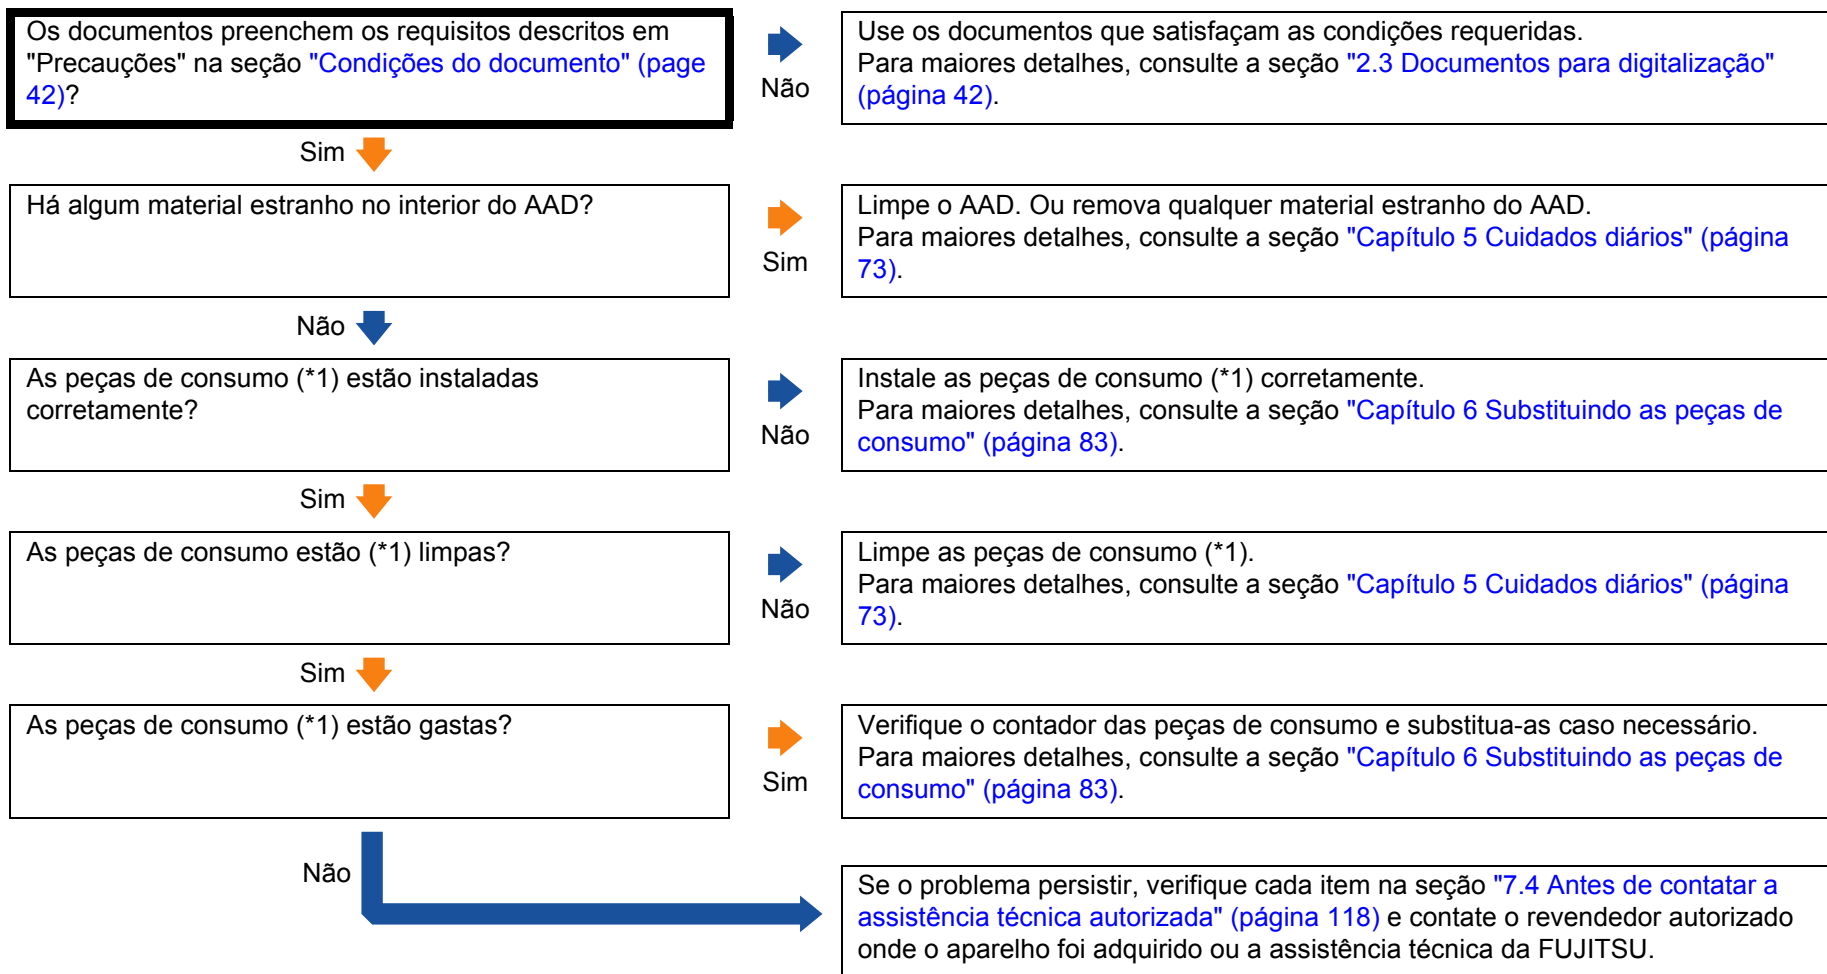 Os documentos preenchem os requisitos descritos em
"Precauções" na seção "Condições do documento" (page
42)?
Não
Use os documentos que satisfaçam as condições requeridas.
Para maiores detalhes, consulte a seção "2.3 Documentos para digitalização"
(página 42).
Sim
Há algum material estranho no interior do AAD?
Sim
Limpe o AAD. Ou remova qualquer material estranho do AAD.
Para maiores detalhes, consulte a seção "Capítulo 5 Cuidados diários" (página
73).
Não
As peças de consumo (*1) estão instaladas
corretamente?
Não
Instale as peças de consumo (*1) corretamente.
Para maiores detalhes, consulte a seção "Capítulo 6 Substituindo as peças de
consumo" (página 83).
Sim
As peças de consumo estão (*1) limpas?
Não
Limpe as peças de consumo (*1).
Para maiores detalhes, consulte a seção "Capítulo 5 Cuidados diários" (página
73).
Sim
As peças de consumo (*1) estão gastas?
Sim
Verifique o contador das peças de consumo e substitua-as caso necessário.
Para maiores detalhes, consulte a seção "Capítulo 6 Substituindo as peças de
consumo" (página 83).
Não
Se o problema persistir, verifique cada item na seção "7.4 Antes de contatar a
assistência técnica autorizada" (página 118) e contate o revendedor autorizado
onde o aparelho foi adquirido ou a assistência técnica da FUJITSU.